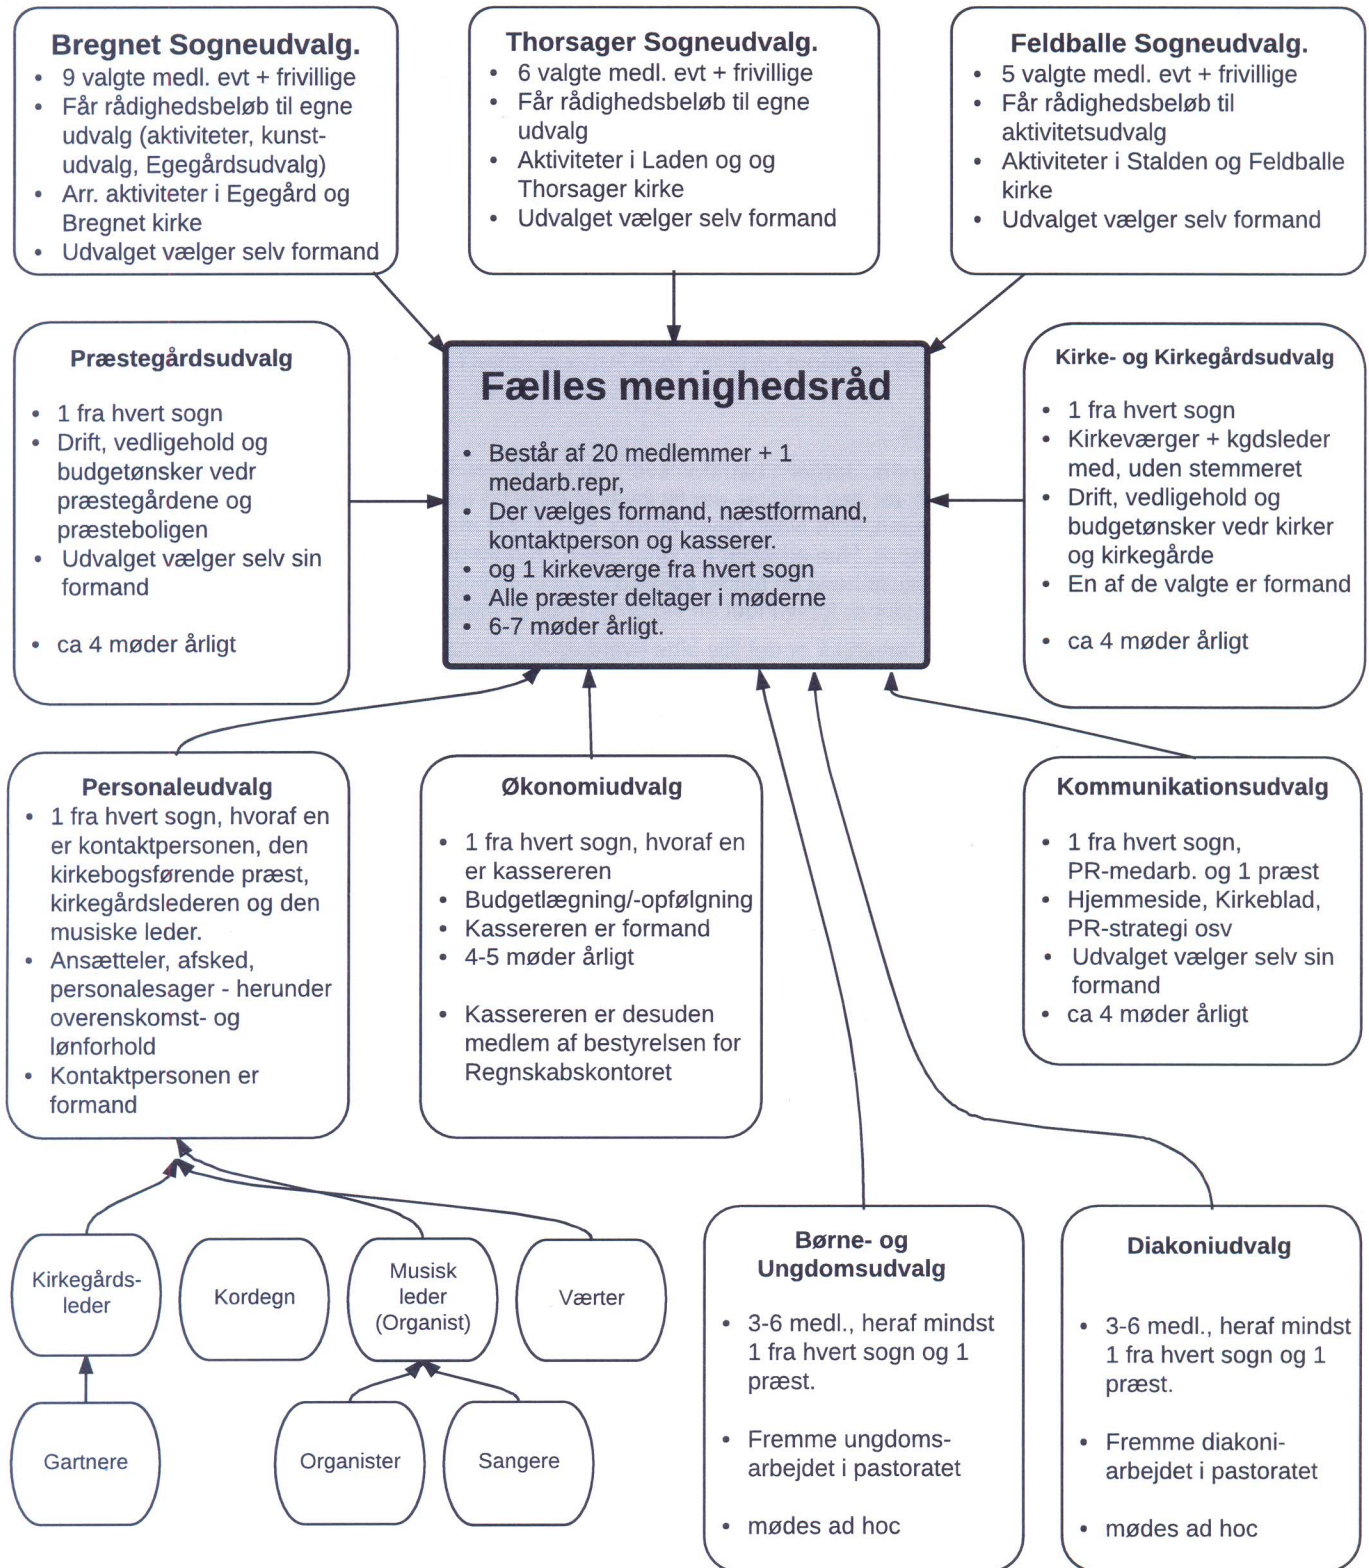 Bregnet Sogneudvalg.
• 9 valgte medl. evt + frivillige
• Får rådighedsbeløb til egne
udvalg (aktiviteter, kunst-
udvalg, Egegårdsudvalg)
• Arr. aktiviteter i Egegård og
Bregnet kirke
• Udvalget vælger selv formand
Thorsager Sogneudvalg.
• 6 valgte medl. evt + frivillige
• Får rådighedsbeløb til egne
udvalg
• Aktiviteter i Laden og og
Thorsager kirke
• Udvalget vælger selv formand
Feldballe Sogneudvalg.
• 5 valgte medl. evt + frivillige
• Får rådighedsbeløb til
aktivitetsudvalg
• Aktiviteter i Stalden og Feldballe
kirke
• Udvalget vælger selv formand
Præstegårdsudvalg
• 1 fra hvert sogn
• Drift, vedligehold og
budgetønsker vedr
præstegårdene og
præsteboligen
• Udvalget vælger selv sin
formand
• ca 4 møder årligt
Fælles menighedsråd
• Består af 20 medlemmer + 1
medarb.repr,
• Der vælges formand, næstformand,
kontaktperson og kasserer.
• og 1 kirkeværge fra hvert sogn
• Alle præster deltager i møderne
• 6-7 møder årligt.
Kirke- og Kirkegårdsudvalg
• 1 fra hvert sogn
• Kirkeværger + kgdsleder
med, uden stemmeret
• Drift, vedligehold og
budgetønsker vedr kirker
og kirkegårde
• En af de valgte er formand
• ca 4 møder årligt
Personaleudvalg
• 1 fra hvert sogn, hvoraf en
er kontaktpersonen, den
kirkebogsførende præst,
kirkegårdslederen og den
musiske leder.
• Ansætteler, afsked,
personalesager - herunder
overenskomst- og
lønforhold
• Kontaktpersonen er
formand
Økonomiudvalg
• 1 fra hvert sogn, hvoraf en
er kassereren
• Budgetlægning/-opfølgning
• Kassereren er formand
• 4-5 møder årligt
• Kassereren er desuden
medlem af bestyrelsen for
Regnskabskontoret
Kommunikationsudvalg
• 1 fra hvert sogn,
PR-medarb. og 1 præst
• Hjemmeside, Kirkeblad,
PR-strategi osv
• Udvalget vælger selv sin
formand
• ca 4 møder årligt
Kirkegårds-
leder
Kordegn
Musisk
leder
(Organist)
Værter
Gartnere
Organister
Sangere
Børne- og
Ungdomsudvalg
• 3-6 medl., heraf mindst
1 fra hvert sogn og 1
præst.
• Fremme ungdoms-
arbejdet i pastoratet
• mødes ad hoc
Diakoniudvalg
• 3-6 medl., heraf mindst
1 fra hvert sogn og 1
præst.
• Fremme diakoni-
arbejdet i pastoratet
• mødes ad hoc